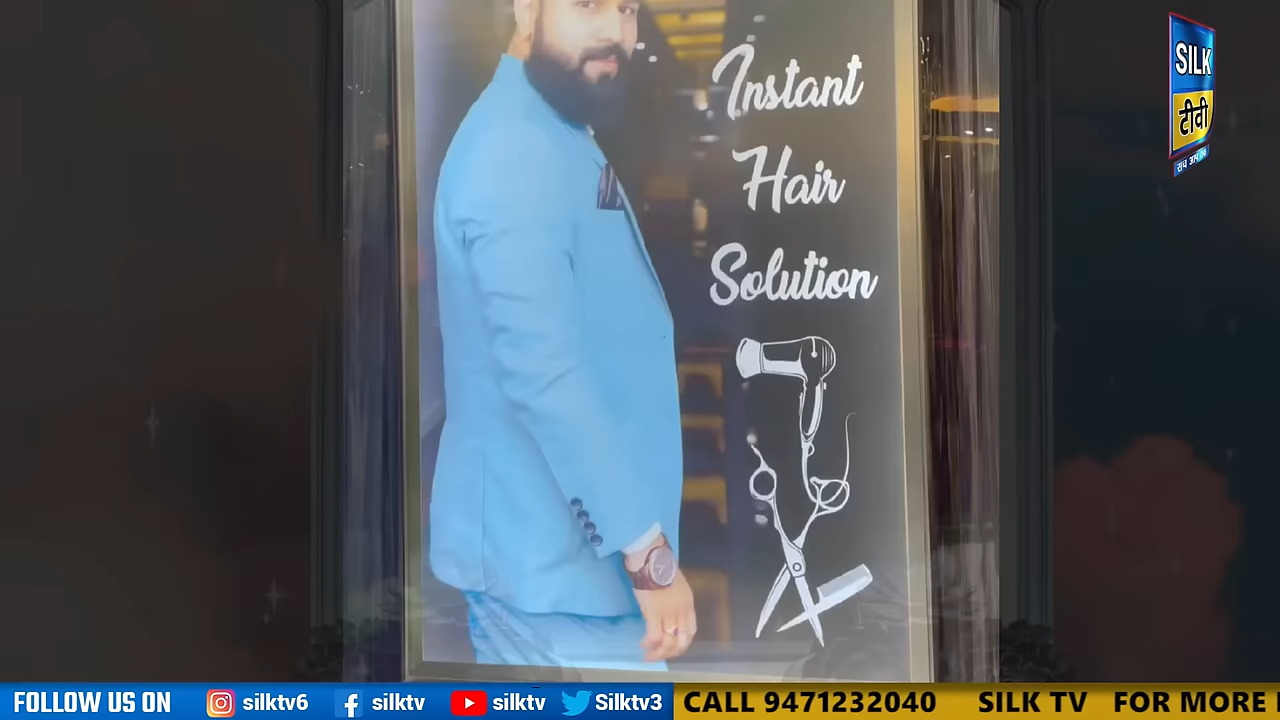 Instant
Hair
Solution
SILK
टीवी
FOLLOW US ON silktv6 silktv silktv Silktv3 CALL 9471232040 SILK TV FOR MORE